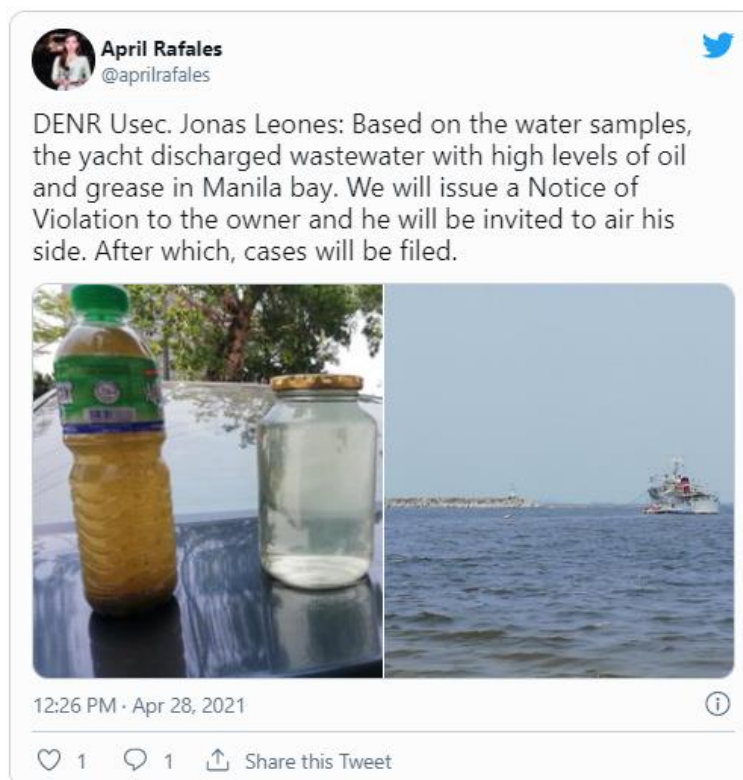 April Rafales
@aprilrafales
DENR Usec. Jonas Leones: Based on the water samples,
the yacht discharged wastewater with high levels of oil
and grease in Manila bay. We will issue a Notice of
Violation to the owner and he will be invited to air his
side. After which, cases will be filed.
12:26 PM · Apr 28, 2021
1
1
Share this Tweet